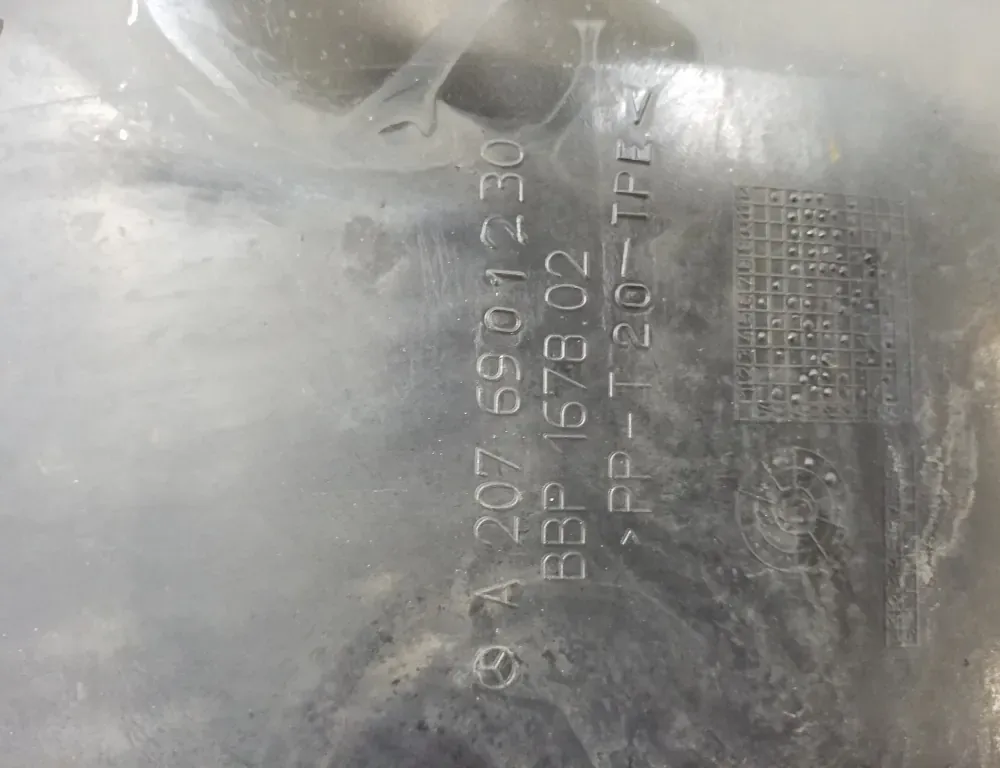 A 207 690 12 30
BBP 1678 02
>PP-T20-TPE<